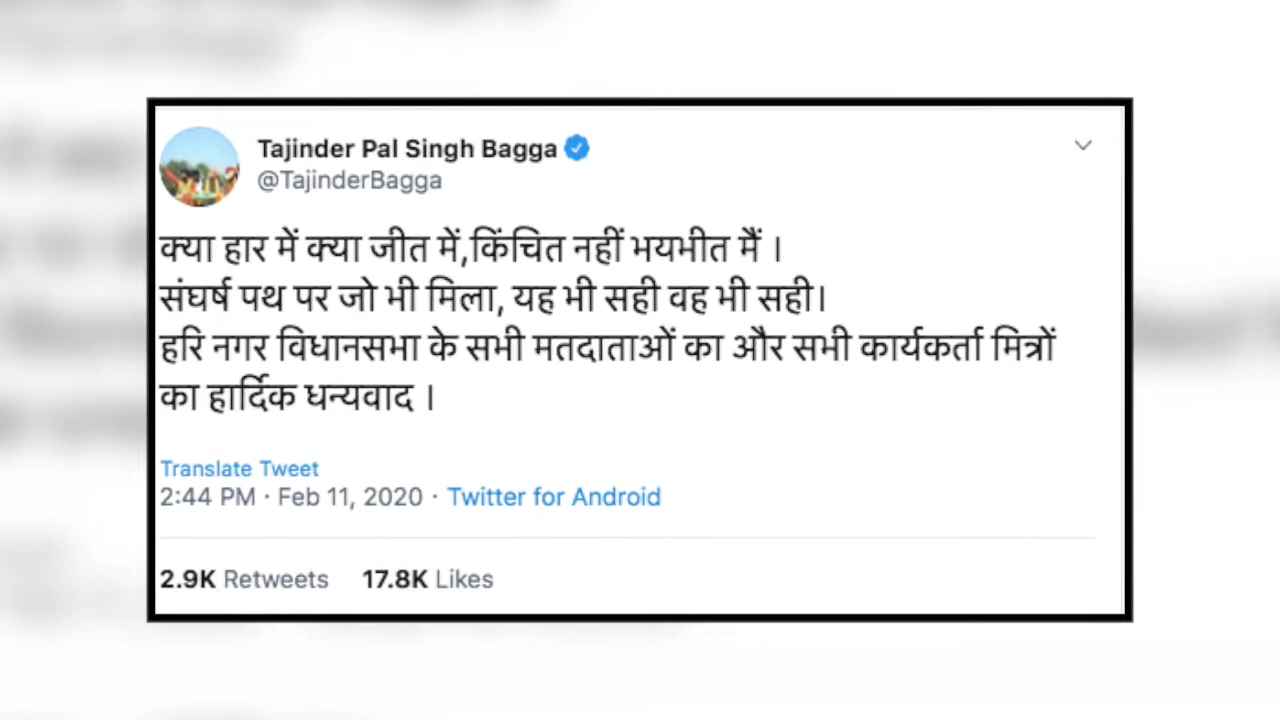 Tajinder Pal Singh Bagga
@TajinderBagga
क्या हार में क्या जीत में,किंचित नहीं भयभीत मैं ।
संघर्ष पथ पर जो भी मिला, यह भी सही वह भी सही।
हरि नगर विधानसभा के सभी मतदाताओं का और सभी कार्यकर्ता मित्रों
का हार्दिक धन्यवाद ।
Translate Tweet
2:44 PM · Feb 11, 2020 · Twitter for Android
2.9K Retweets 17.8K Likes